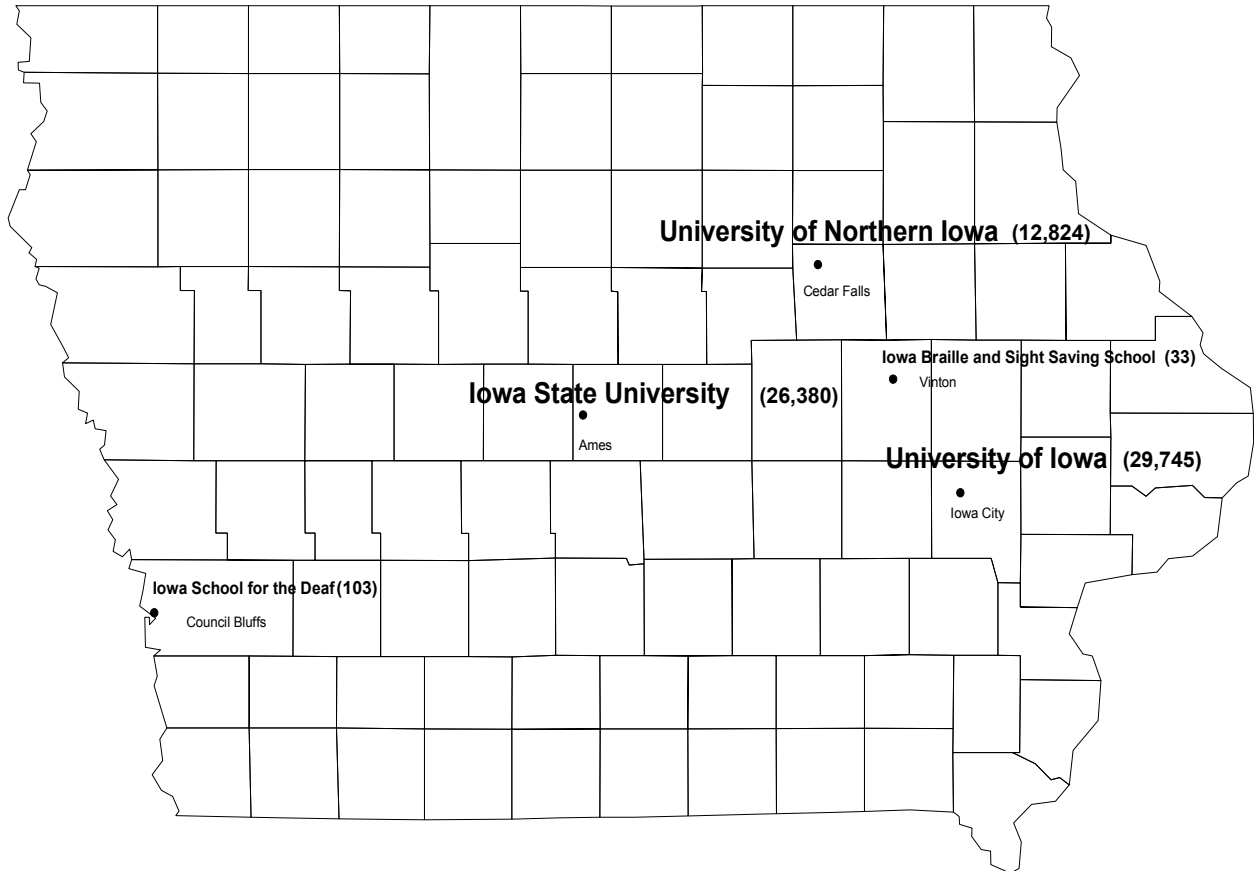 University of Northern Iowa (12,824)
Cedar Falls
Iowa Braille and Sight Saving School (33)
Vinton
Iowa State University (26,380)
Ames
University of Iowa (29,745)
Iowa City
Iowa School for the Deaf(103)
Council Bluffs